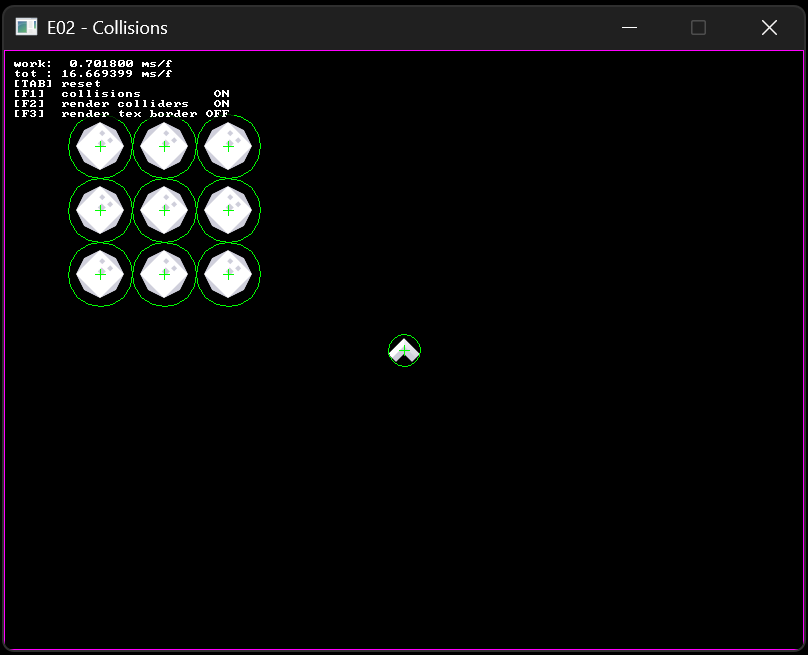 E02 - Collisions
work:  0.701800 ms/f
tot : 16.669399 ms/f
[TAB] reset
[F1]  collisions         ON
[F2]  render colliders   ON
[F3]  render tex border OFF